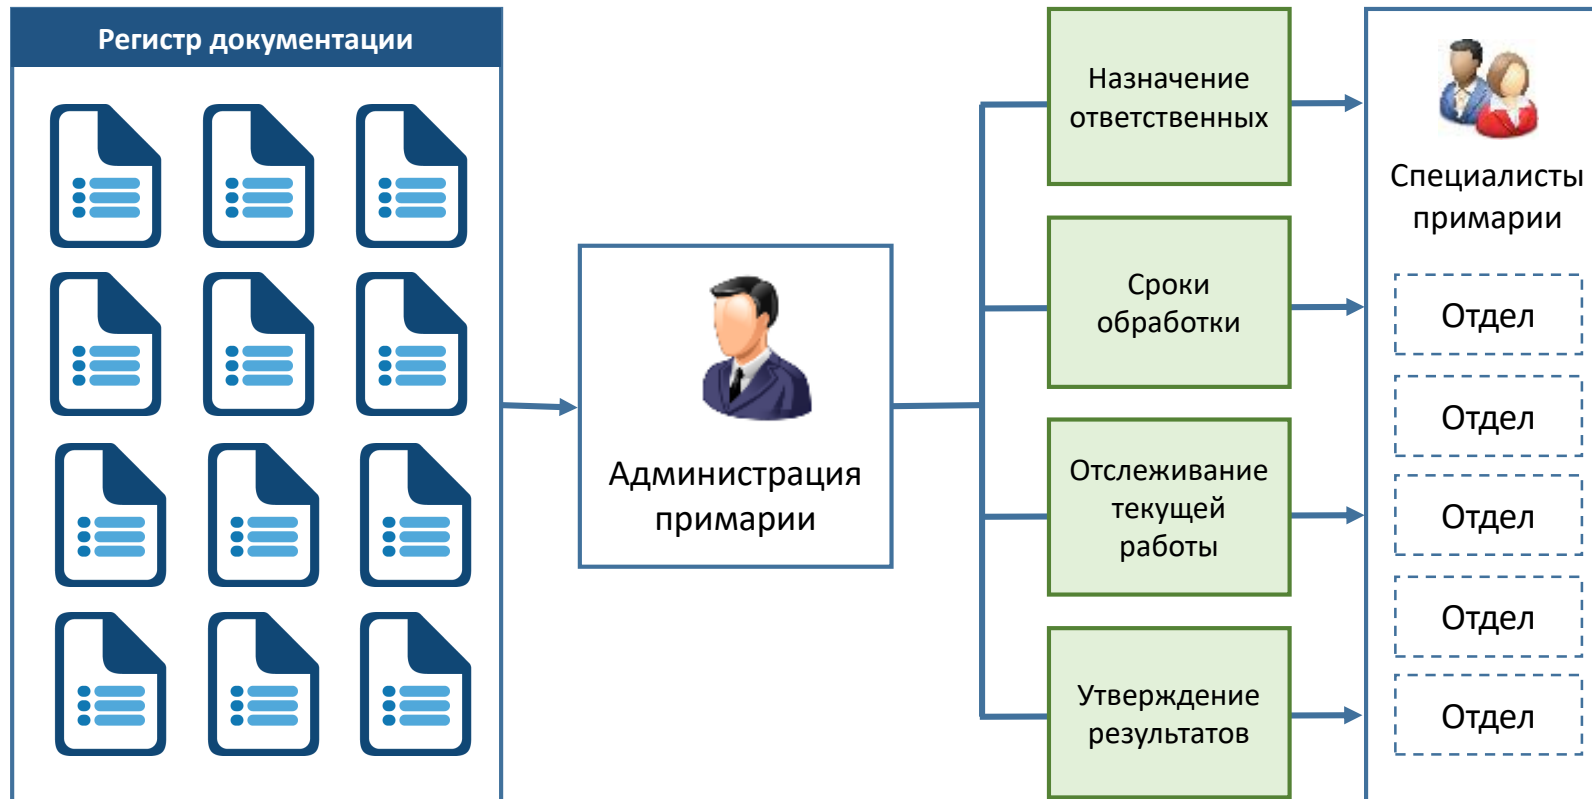 Регистр документации
Администрация
примарии
Назначение
ответственных
Сроки
обработки
Отслеживание
текущей
работы
Утверждение
результатов
Специалисты
примарии
Отдел
Отдел
Отдел
Отдел
Отдел